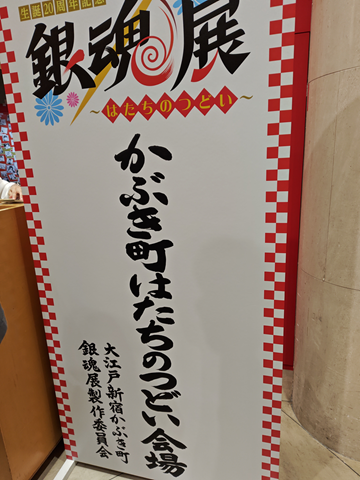 生誕20周年記念
銀魂展
〜はたちのつどい〜
かぶき町はたちのつどい会場
大江戸新宿かぶき町
銀魂展製作委員会